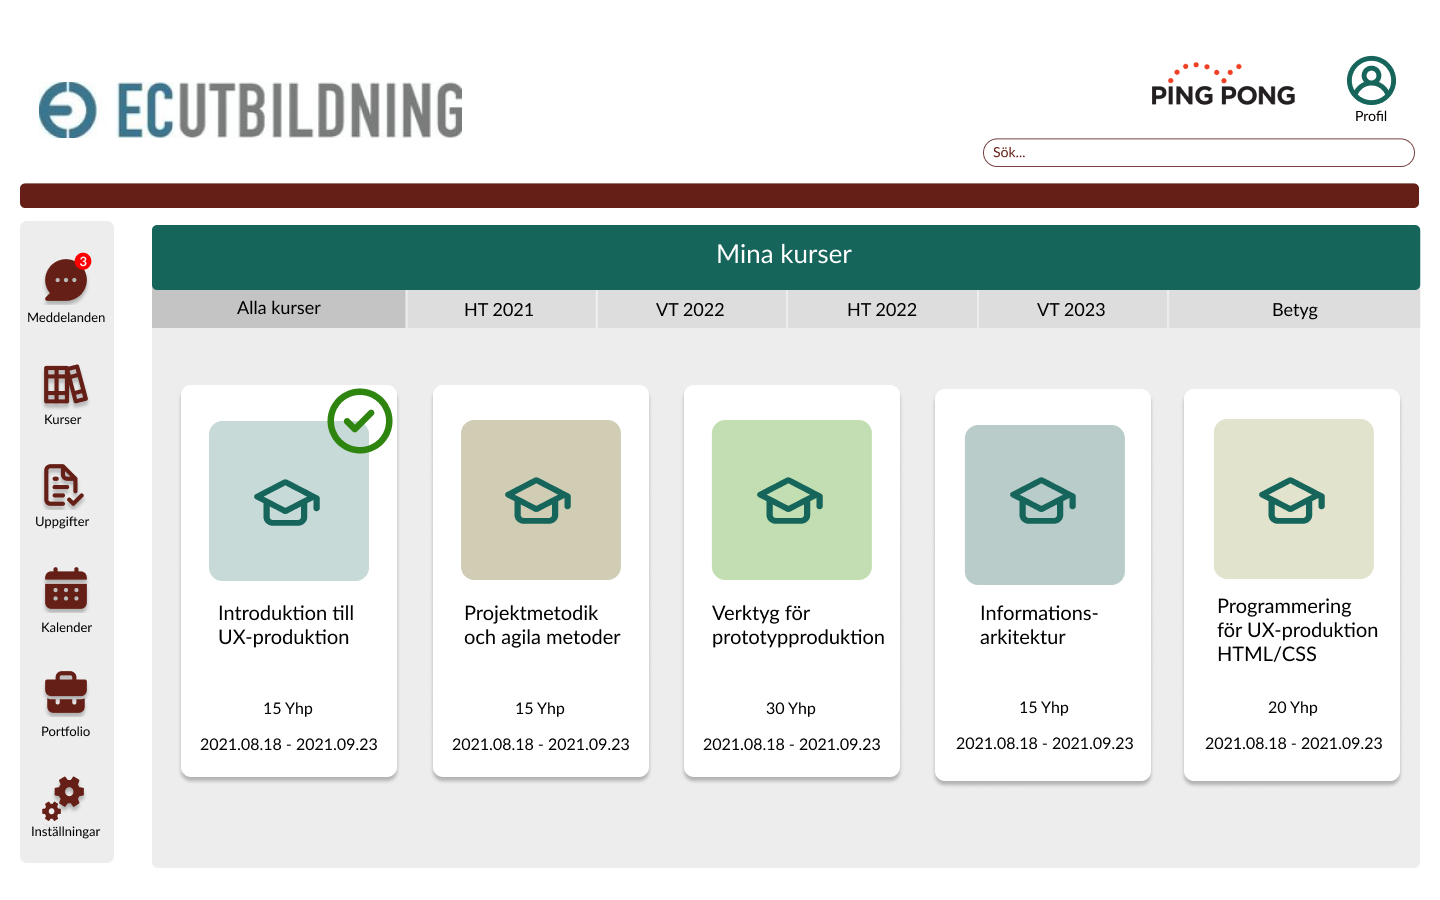 ECUTBILDNING
PING PONG
Profil
Sök...
3
Meddelanden
Kurser
Uppgifter
Kalender
Portfolio
Inställningar
Mina kurser
Alla kurser
HT 2021
VT 2022
HT 2022
VT 2023
Betyg
Introduktion till
UX-produktion
15 Yhp
2021.08.18 - 2021.09.23
Projektmetodik
och agila metoder
15 Yhp
2021.08.18 - 2021.09.23
Verktyg för
prototypproduktion
30 Yhp
2021.08.18 - 2021.09.23
Informations-
arkitektur
15 Yhp
2021.08.18 - 2021.09.23
Programmering
för UX-produktion
HTML/CSS
20 Yhp
2021.08.18 - 2021.09.23